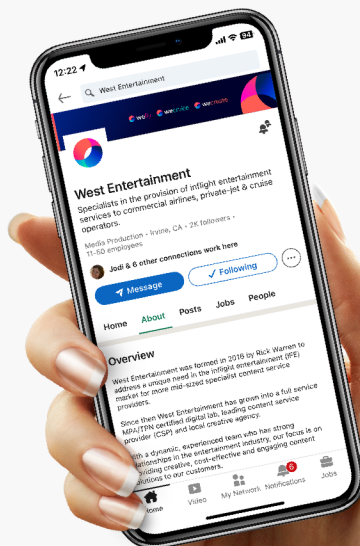 12:22
94
West Entertainment
wefly weservice wecreate
West Entertainment
Specialists in the provision of inflight entertainment
services to commercial airlines, private-jet & cruise
operators.
Media Production • Irvine, CA • 2K followers •
11-50 employees
Jodi & 6 other connections work here
Message
Following
Home About Posts Jobs People
Overview
West Entertainment was formed in 2016 by Rick Warren to
address a unique need in the inflight entertainment (IFE)
market for more mid-sized specialist content service
providers.
Since then West Entertainment has grown into a full service
MPA/TPN certified digital lab, leading content service
provider (CSP) and local creative agency.
With a dynamic, experienced team who has strong
relationships in the entertainment industry, our focus is on
providing creative, cost-effective and engaging content
solutions to our customers.
6
Home Video My Network Notifications Jobs